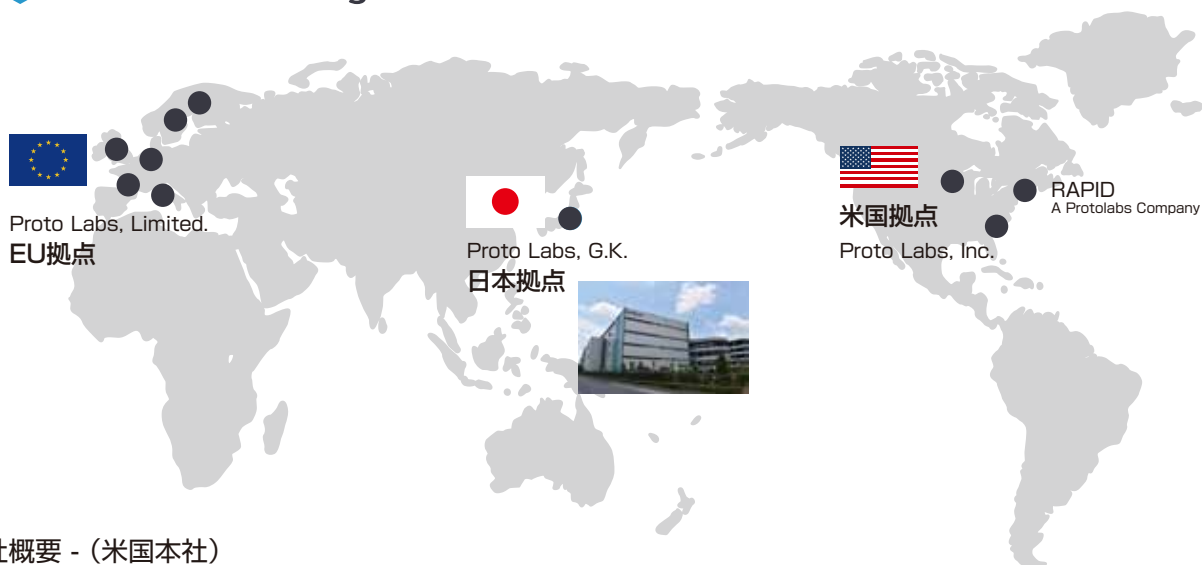 Proto Labs, Limited.
EU拠点
Proto Labs, G.K.
日本拠点
米国拠点
Proto Labs, Inc.
RAPID
A Protolabs Company
社概要 -（米国本社）